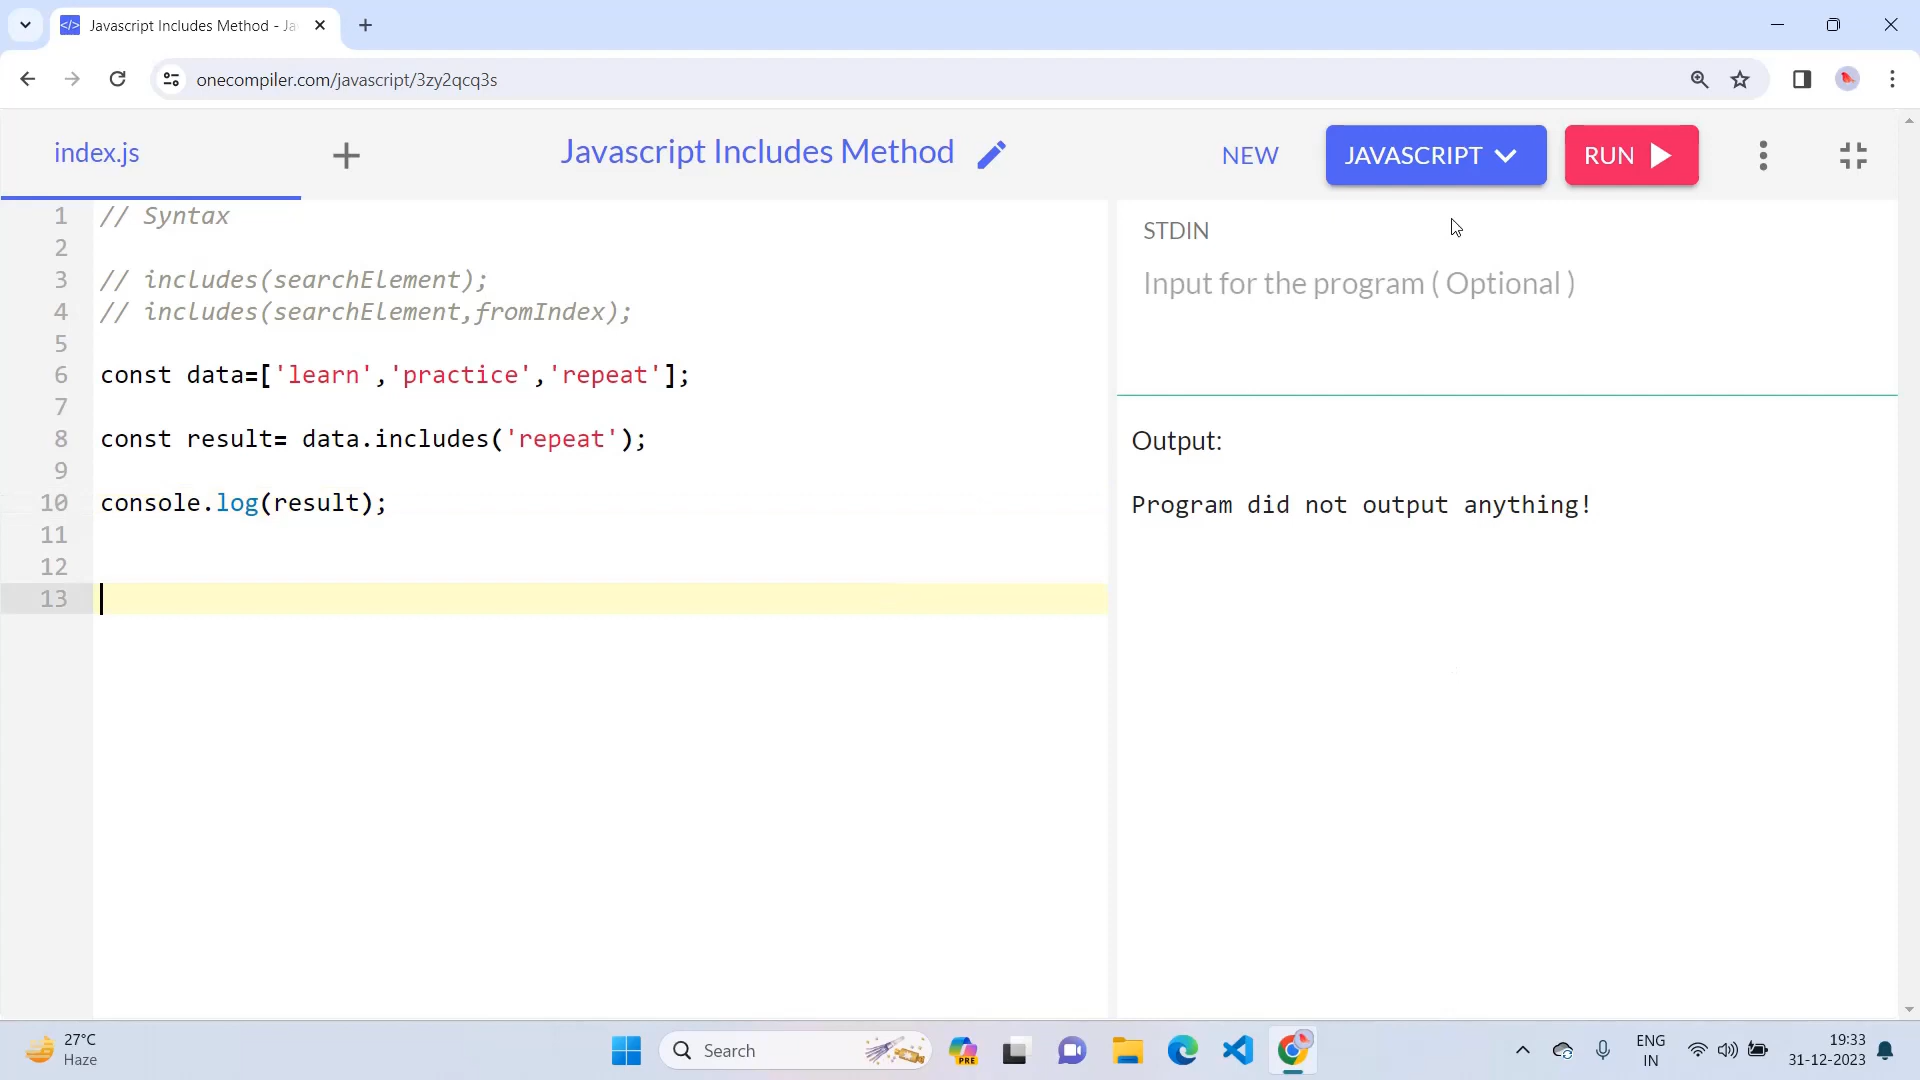 Javascript Includes Method - Ja
onecompiler.com/javascript/3zy2qcq3s
index.js
Javascript Includes Method
NEW
JAVASCRIPT
RUN
1 // Syntax
2
3 // includes(searchElement);
4 // includes(searchElement,fromIndex);
5
6 const data=['learn','practice','repeat'];
7
8 const result= data.includes('repeat');
9
10 console.log(result);
11
12
13
STDIN
Input for the program ( Optional )
Output:
Program did not output anything!
27°C
Haze
Search
PRE
ENG
IN
19:33
31-12-2023